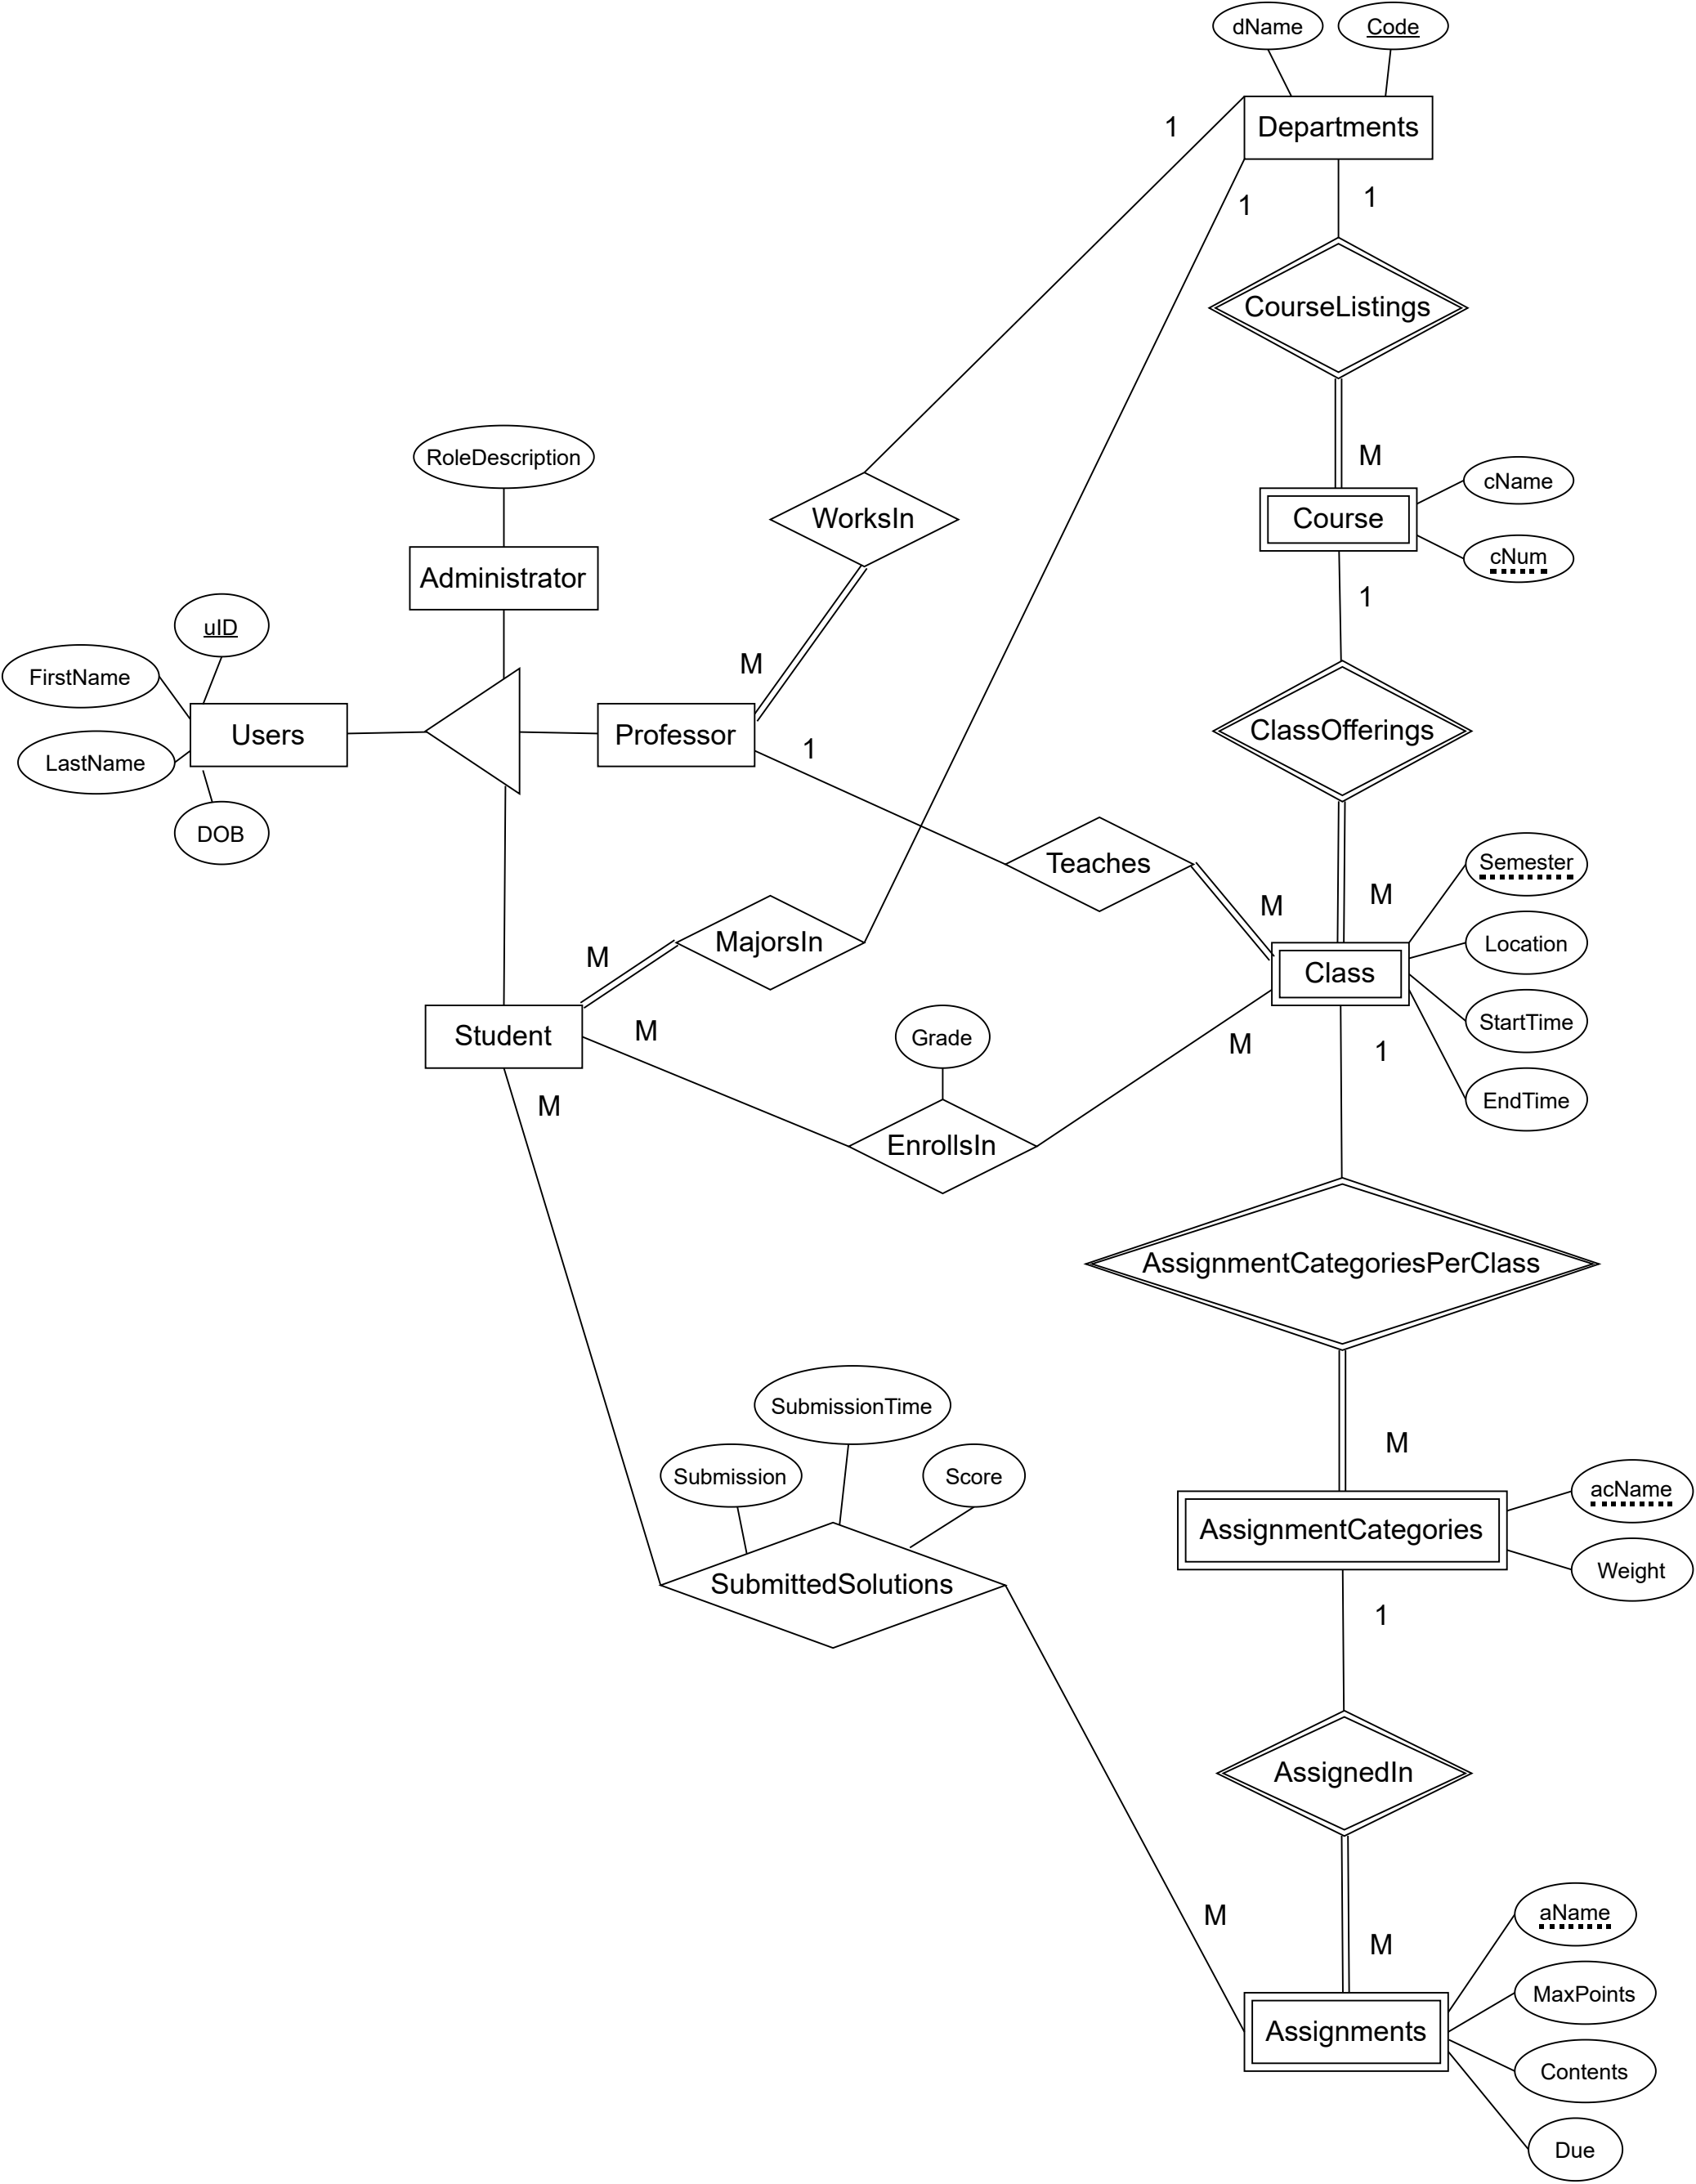 dName
Code
Departments
1
1
1
CourseListings
M
RoleDescription
cName
Course
cNum
WorksIn
Administrator
1
uID
M
FirstName
Users
Professor
1
ClassOfferings
LastName
DOB
Teaches
Semester
M
M
MajorsIn
M
Location
Class
StartTime
Student
M
Grade
M
1
EndTime
M
EnrollsIn
AssignmentCategoriesPerClass
SubmissionTime
M
Submission
Score
acName
AssignmentCategories
Weight
SubmittedSolutions
1
AssignedIn
M
aName
M
MaxPoints
Assignments
Contents
Due